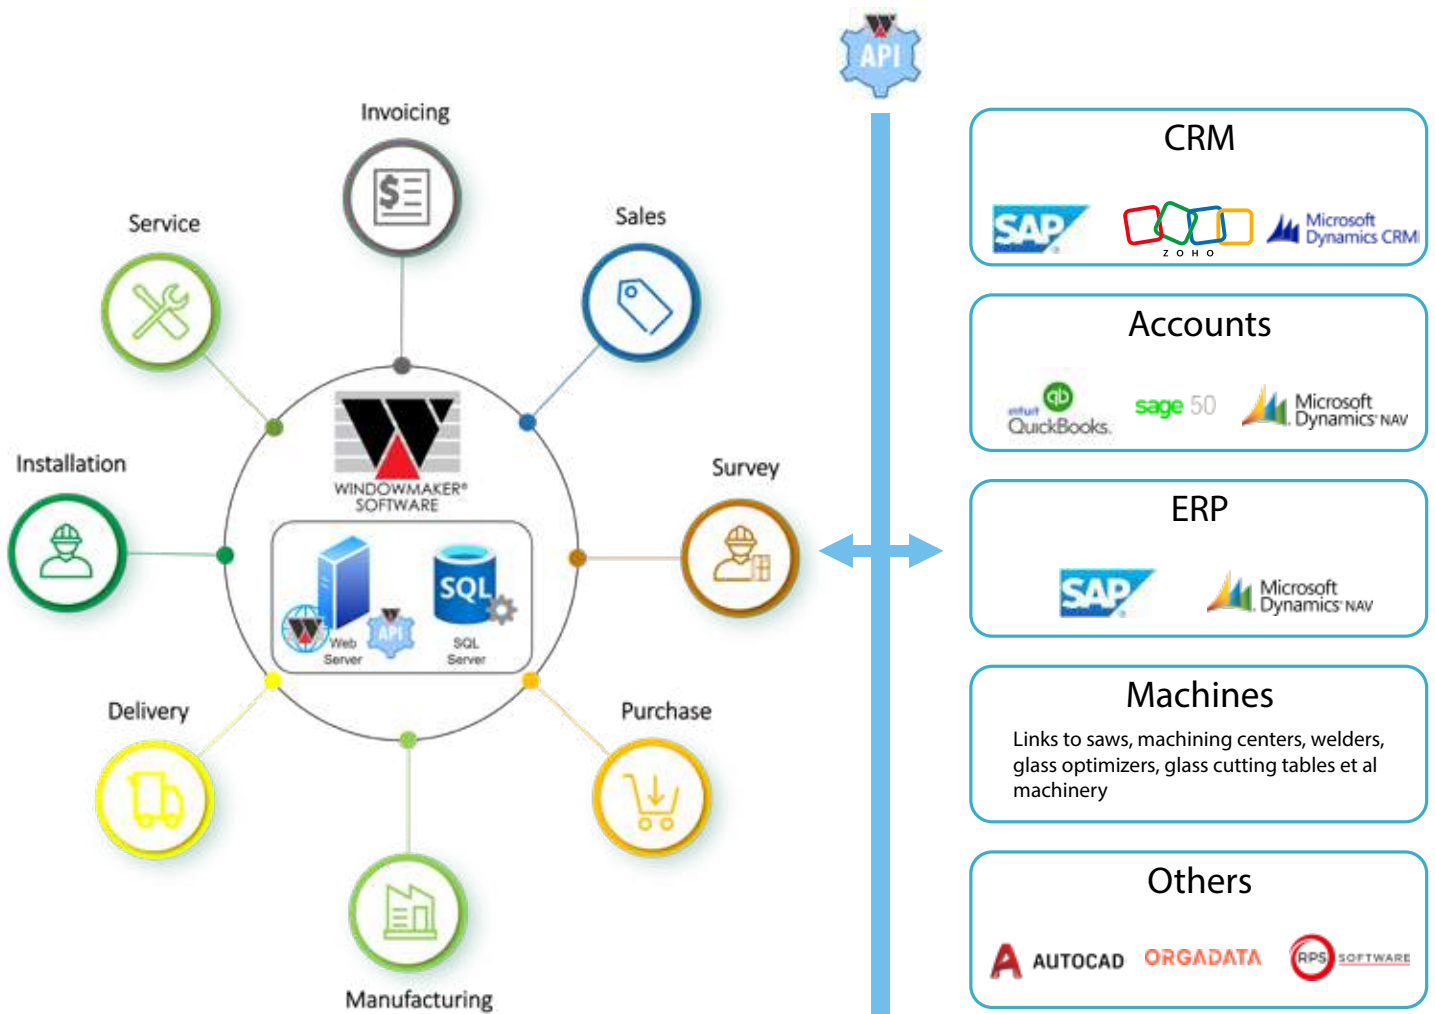 API
Invoicing
Service
Sales
Installation
Survey
WINDOWMAKER®
SOFTWARE
SQL
API
Web
Server
SQL
Server
Delivery
Purchase
Manufacturing
CRM
SAP
ZOHO
Microsoft
Dynamics CRM
Accounts
qb
intuit
QuickBooks.
sage 50
Microsoft
Dynamics NAV
ERP
SAP
Microsoft
Dynamics NAV
Machines
Links to saws, machining centers, welders,
glass optimizers, glass cutting tables et al
machinery
Others
AUTOCAD
ORGADATA
RPS SOFTWARE